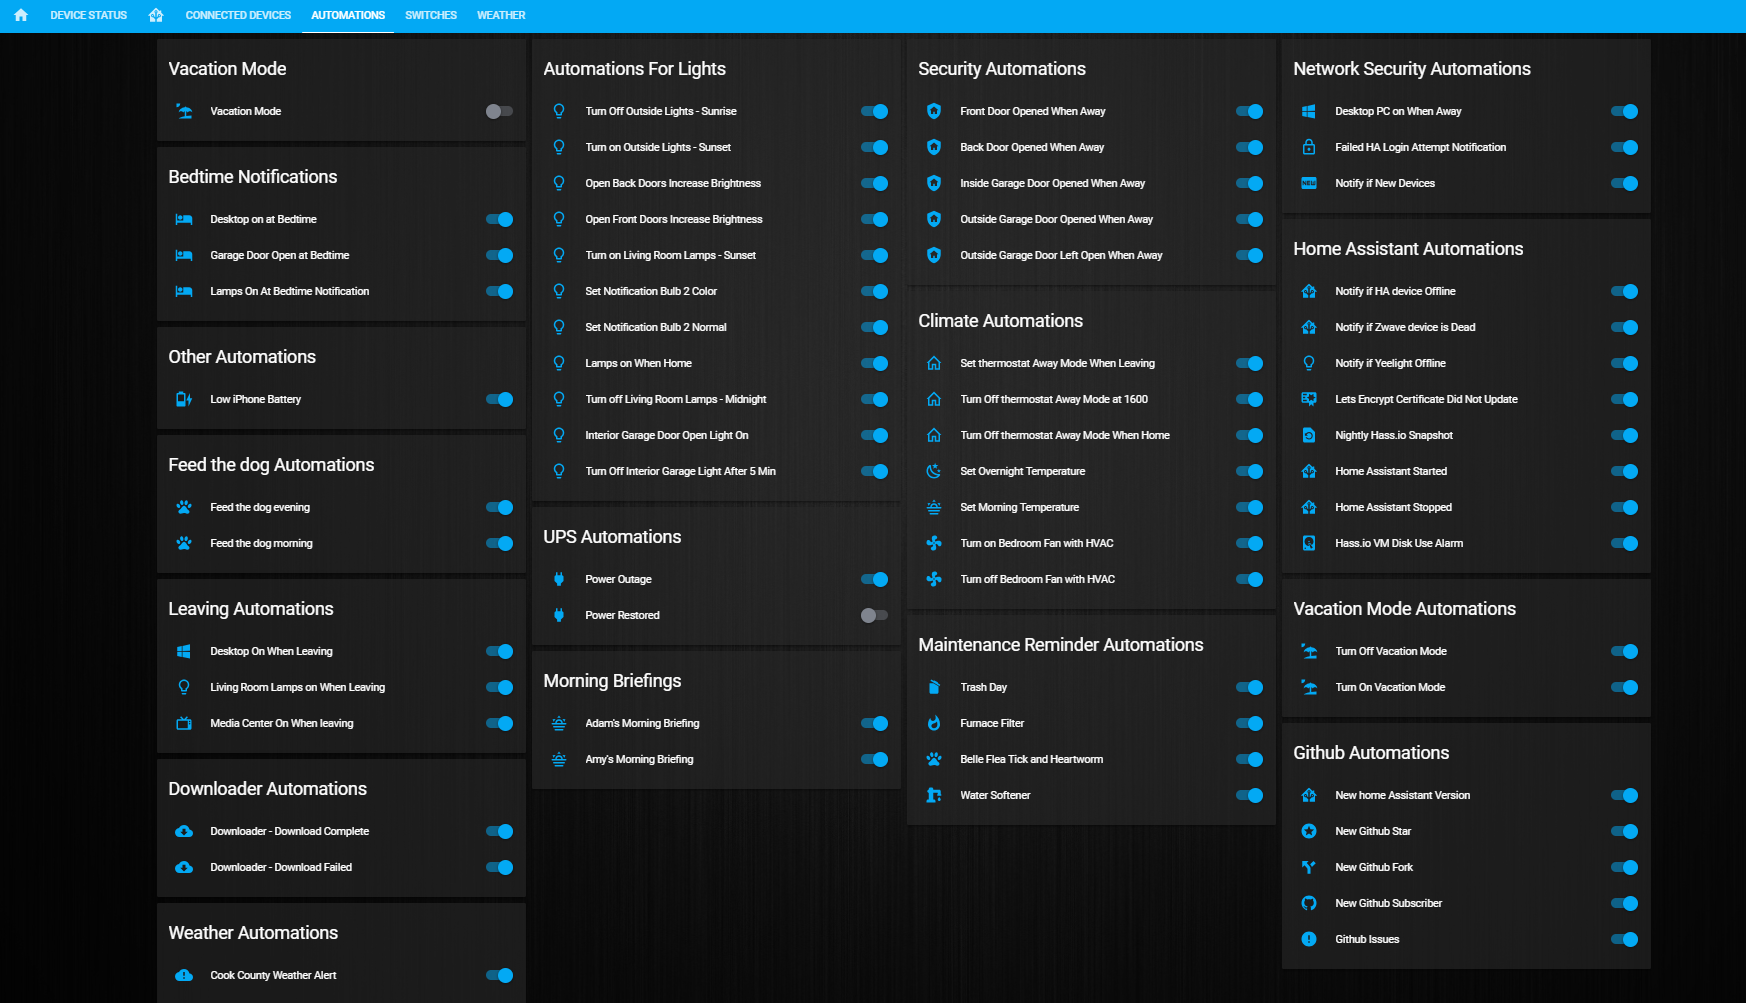 DEVICE STATUS
CONNECTED DEVICES
AUTOMATIONS
SWITCHES
WEATHER
Vacation Mode
Vacation Mode
Bedtime Notifications
Desktop on at Bedtime
Garage Door Open at Bedtime
Lamps On At Bedtime Notification
Other Automations
Low iPhone Battery
Feed the dog Automations
Feed the dog evening
Feed the dog morning
Leaving Automations
Desktop On When Leaving
Living Room Lamps on When Leaving
Media Center On When leaving
Downloader Automations
Downloader - Download Complete
Downloader - Download Failed
Weather Automations
Cook County Weather Alert
Automations For Lights
Turn Off Outside Lights - Sunrise
Turn on Outside Lights - Sunset
Open Back Doors Increase Brightness
Open Front Doors Increase Brightness
Turn on Living Room Lamps - Sunset
Set Notification Bulb 2 Color
Set Notification Bulb 2 Normal
Lamps on When Home
Turn off Living Room Lamps - Midnight
Interior Garage Door Open Light On
Turn Off Interior Garage Light After 5 Min
UPS Automations
Power Outage
Power Restored
Morning Briefings
Adam's Morning Briefing
Amy's Morning Briefing
Security Automations
Front Door Opened When Away
Back Door Opened When Away
Inside Garage Door Opened When Away
Outside Garage Door Opened When Away
Outside Garage Door Left Open When Away
Climate Automations
Set thermostat Away Mode When Leaving
Turn Off thermostat Away Mode at 1600
Turn Off thermostat Away Mode When Home
Set Overnight Temperature
Set Morning Temperature
Turn on Bedroom Fan with HVAC
Turn off Bedroom Fan with HVAC
Maintenance Reminder Automations
Trash Day
Furnace Filter
Belle Flea Tick and Heartworm
Water Softener
Network Security Automations
Desktop PC on When Away
Failed HA Login Attempt Notification
NEW
Notify if New Devices
Home Assistant Automations
Notify if HA device Offline
Notify if Zwave device is Dead
Notify if Yeelight Offline
Lets Encrypt Certificate Did Not Update
Nightly Hass.io Snapshot
Home Assistant Started
Home Assistant Stopped
Hass.io VM Disk Use Alarm
Vacation Mode Automations
Turn Off Vacation Mode
Turn On Vacation Mode
Github Automations
New home Assistant Version
New Github Star
New Github Fork
New Github Subscriber
Github Issues